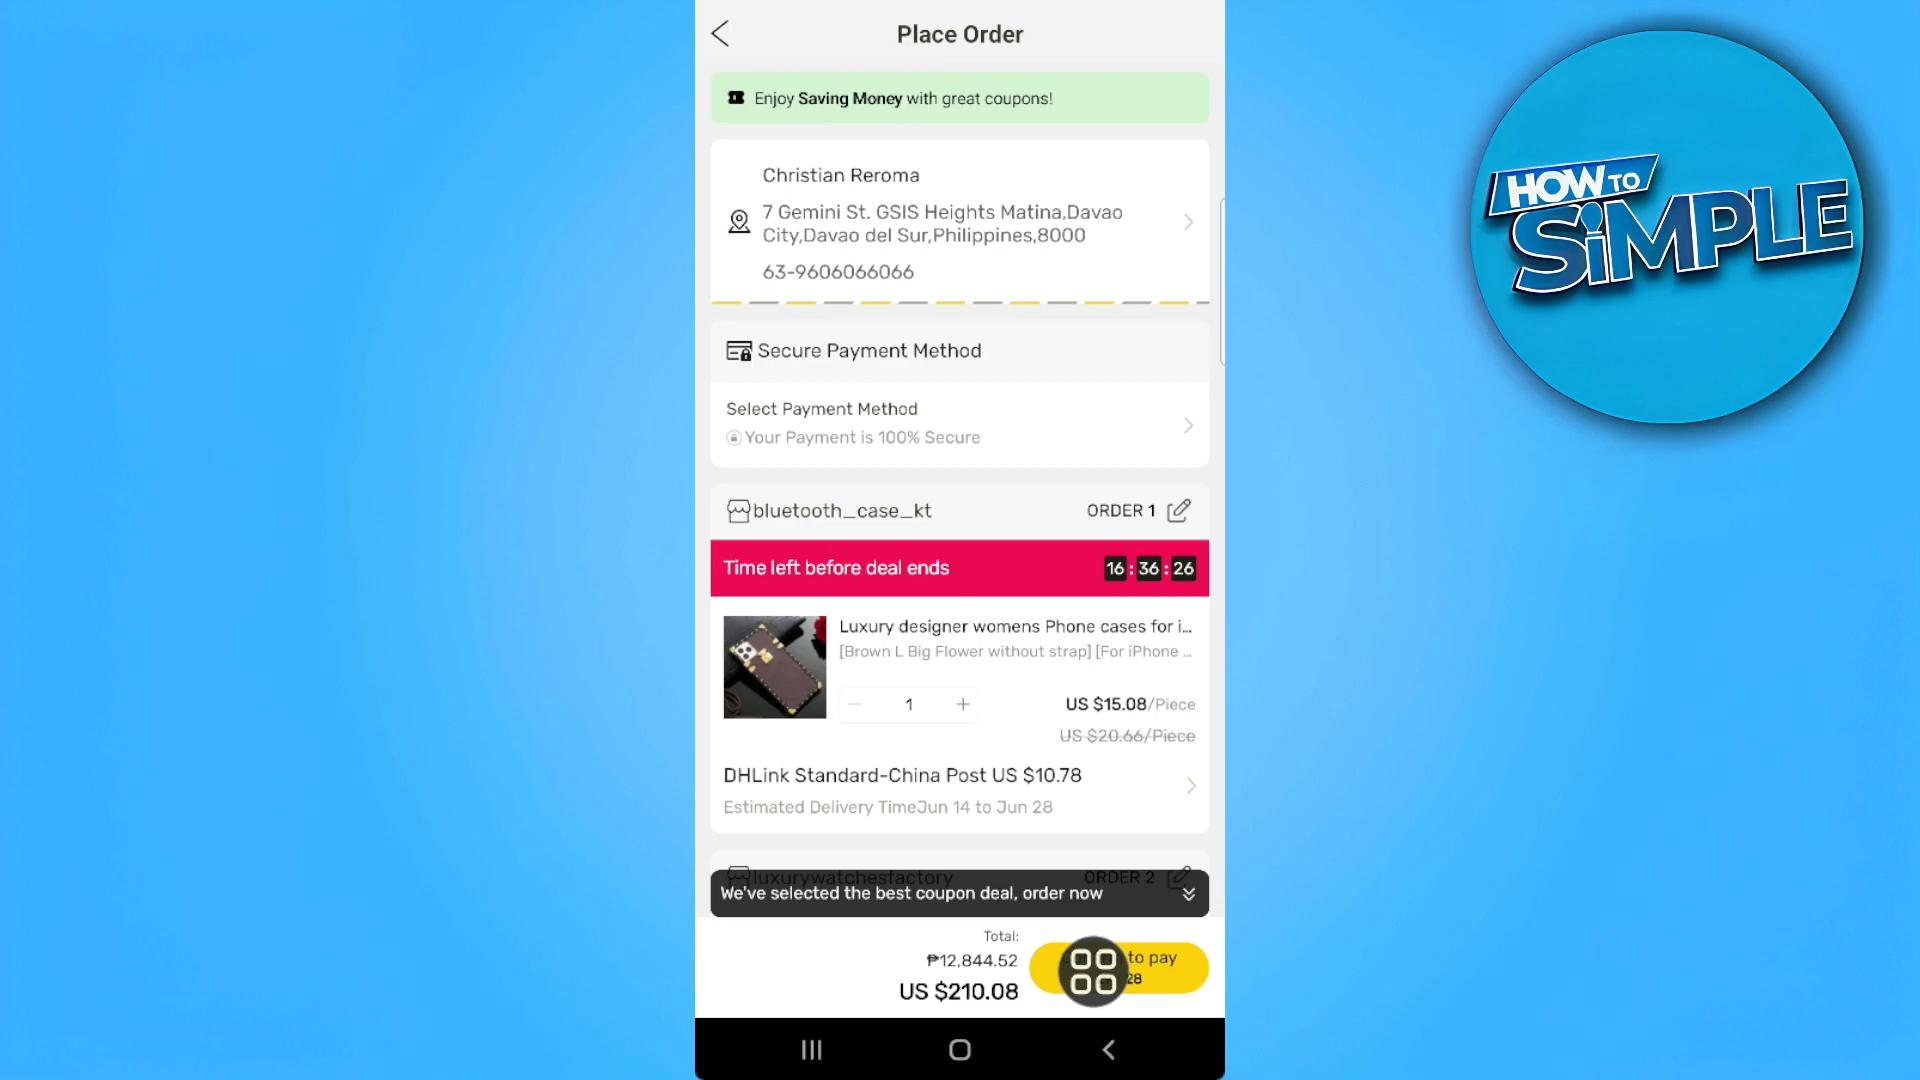 Place Order
Enjoy Saving Money with great coupons!
Christian Reroma
7 Gemini St. GSIS Heights Matina,Davao
City,Davao del Sur,Philippines,8000
63-9606066066
Secure Payment Method
Select Payment Method
Your Payment is 100% Secure
bluetooth_case_kt
ORDER 1
Time left before deal ends
16:36:26
Luxury designer womens Phone cases for i...
[Brown L Big Flower without strap] [For iPhone ...
1
US $15.08/Piece
US $20.66/Piece
DHLink Standard-China Post US $10.78
Estimated Delivery TimeJun 14 to Jun 28
luxurywatchesfactory
ORDER 2
We've selected the best coupon deal, order now
Total:
₱12,844.52
US $210.08
to pay
28
HOW TO
SiMPLE